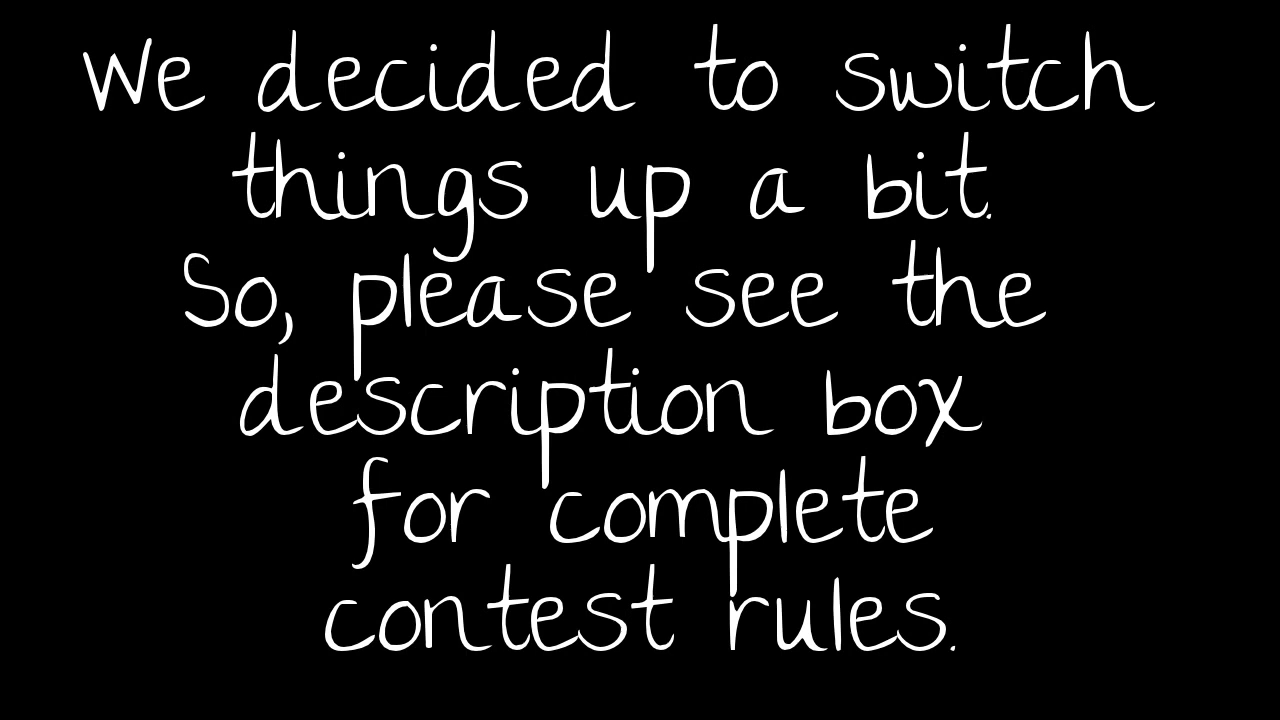 We decided to switch
things up a bit.
So, please see the
description box
for complete
contest rules.